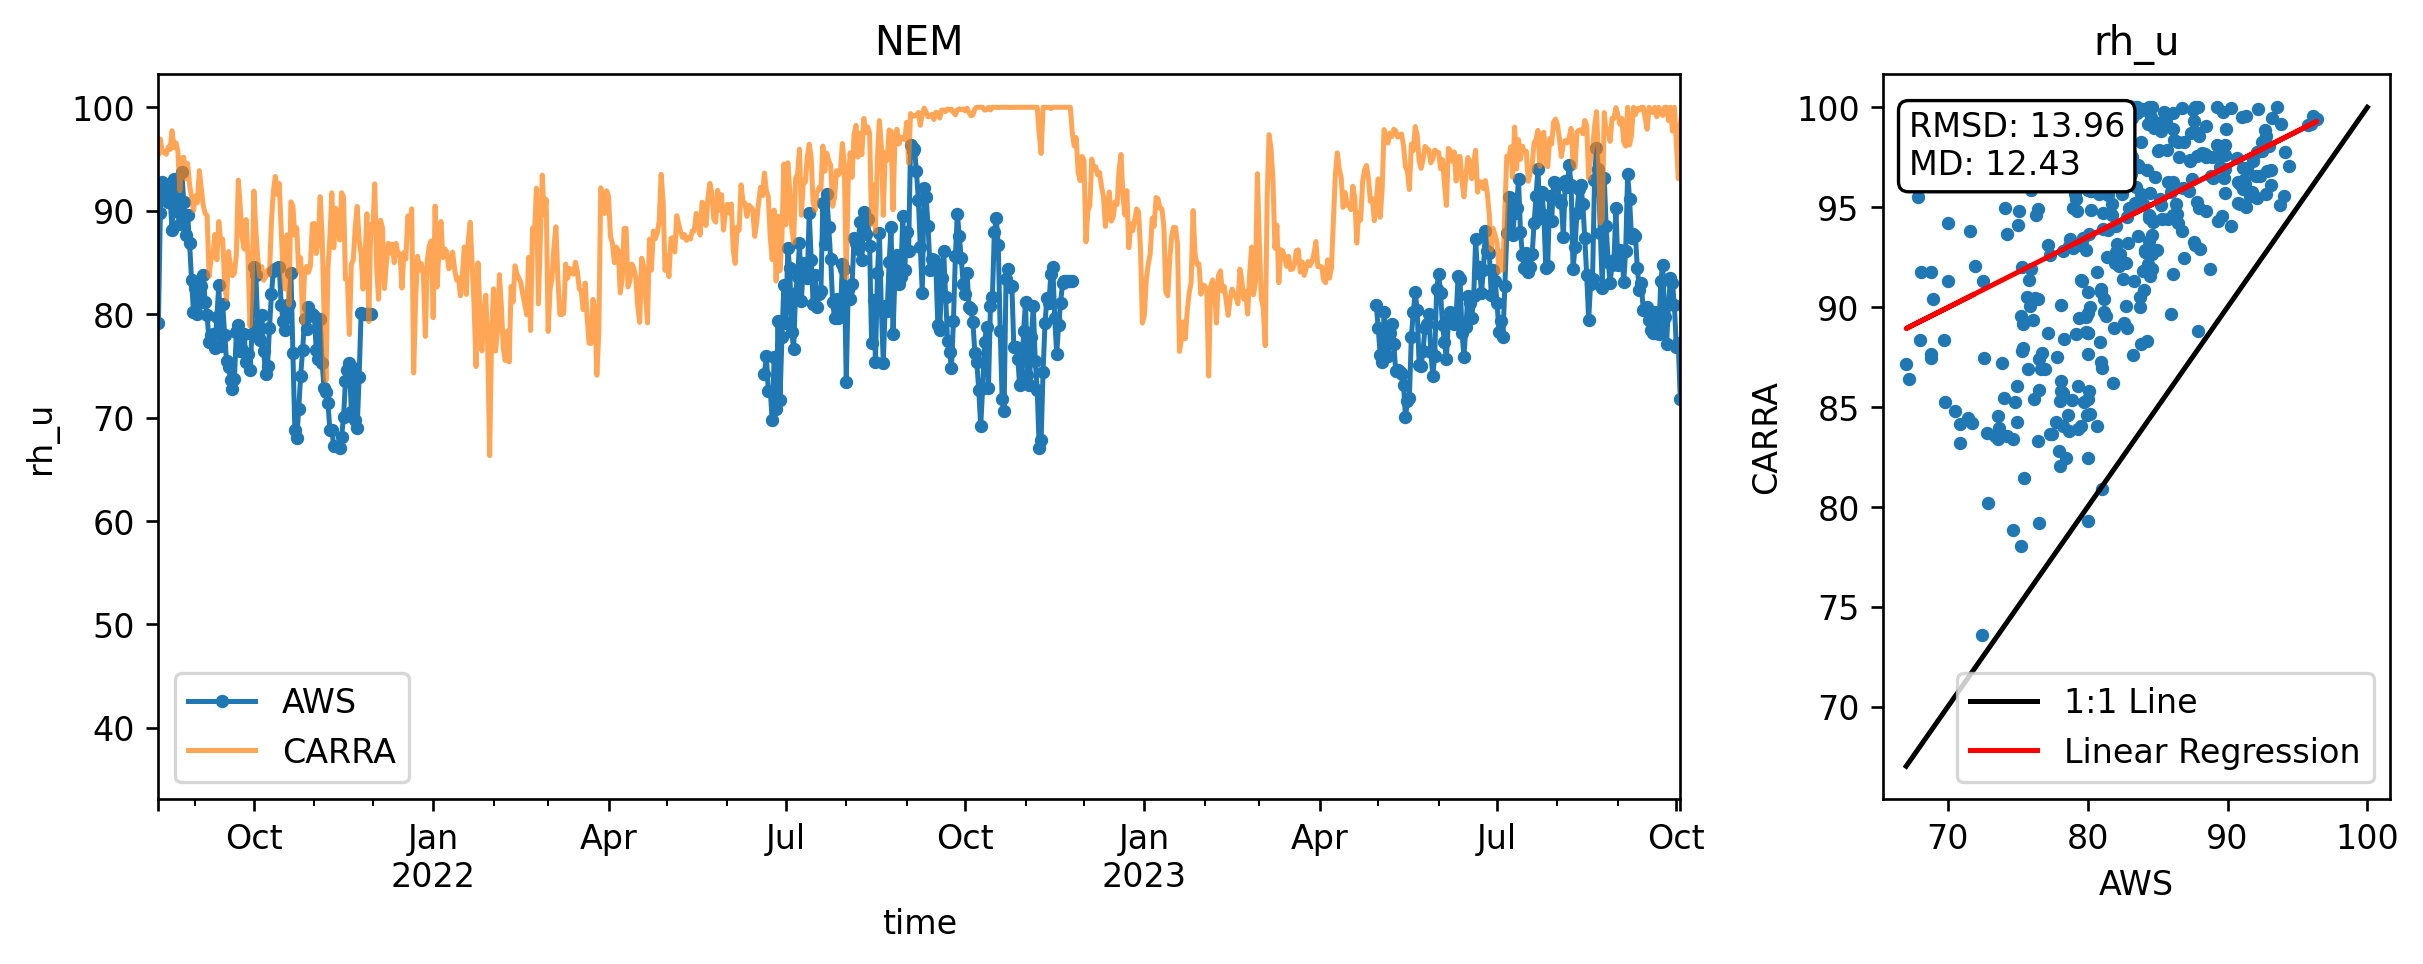 NEM
rh_u
100
90
80
70
60
50
40
AWS
CARRA
Oct
Jan
2022
Apr
Jul
Oct
Jan
2023
Apr
Jul
Oct
time
rh_u
CARRA
100
95
90
85
80
75
70
RMSD: 13.96
MD: 12.43
1:1 Line
Linear Regression
70
80
90
100
AWS